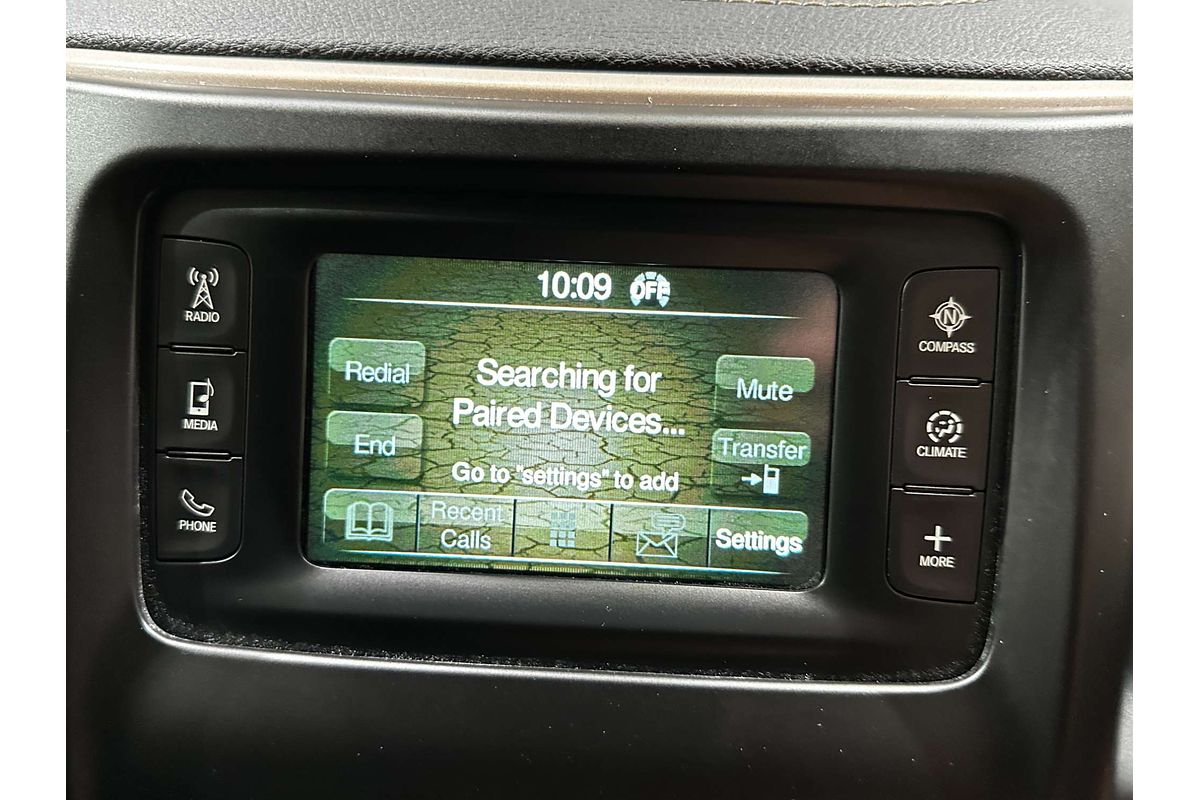 RADIO
MEDIA
PHONE
10:09 OFF
Redial
End
Searching for
Paired Devices...
Go to "settings" to add
Mute
Transfer
Recent
Calls
Settings
N
COMPASS
CLIMATE
+
MORE